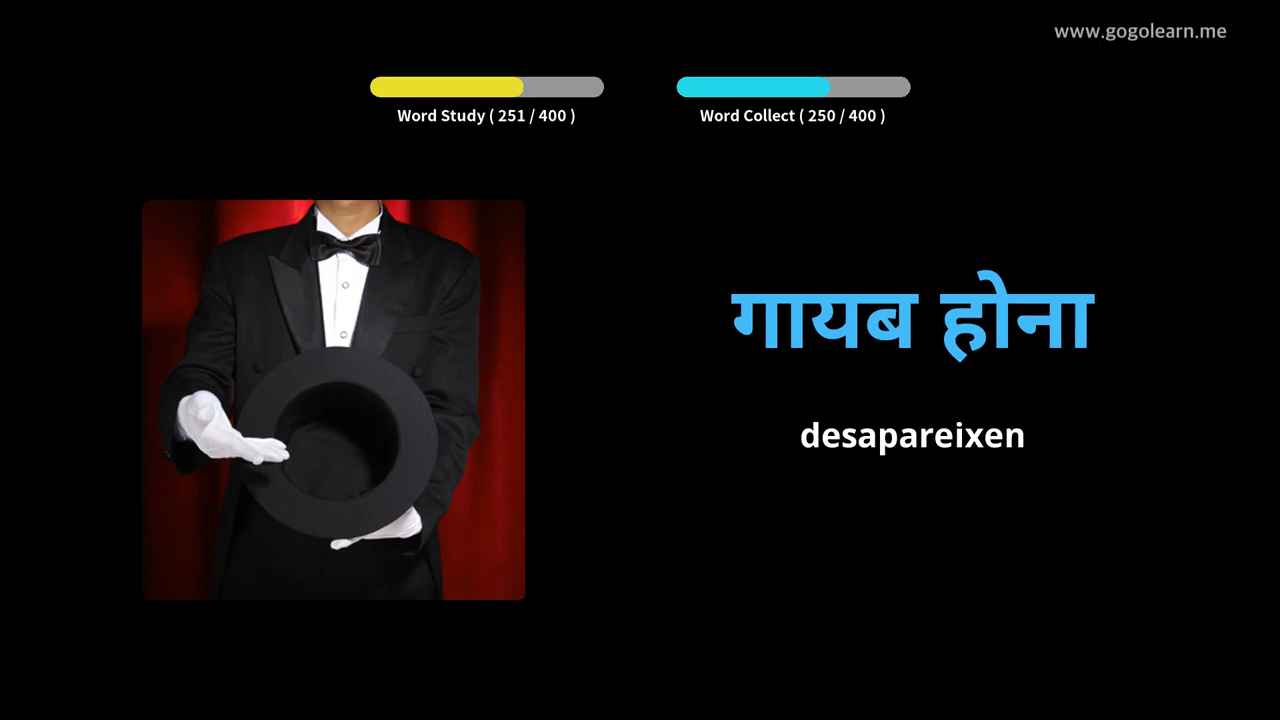 www.gogolearn.me
Word Study ( 251 / 400 )
Word Collect ( 250 / 400 )
गायब होना
desapareixen